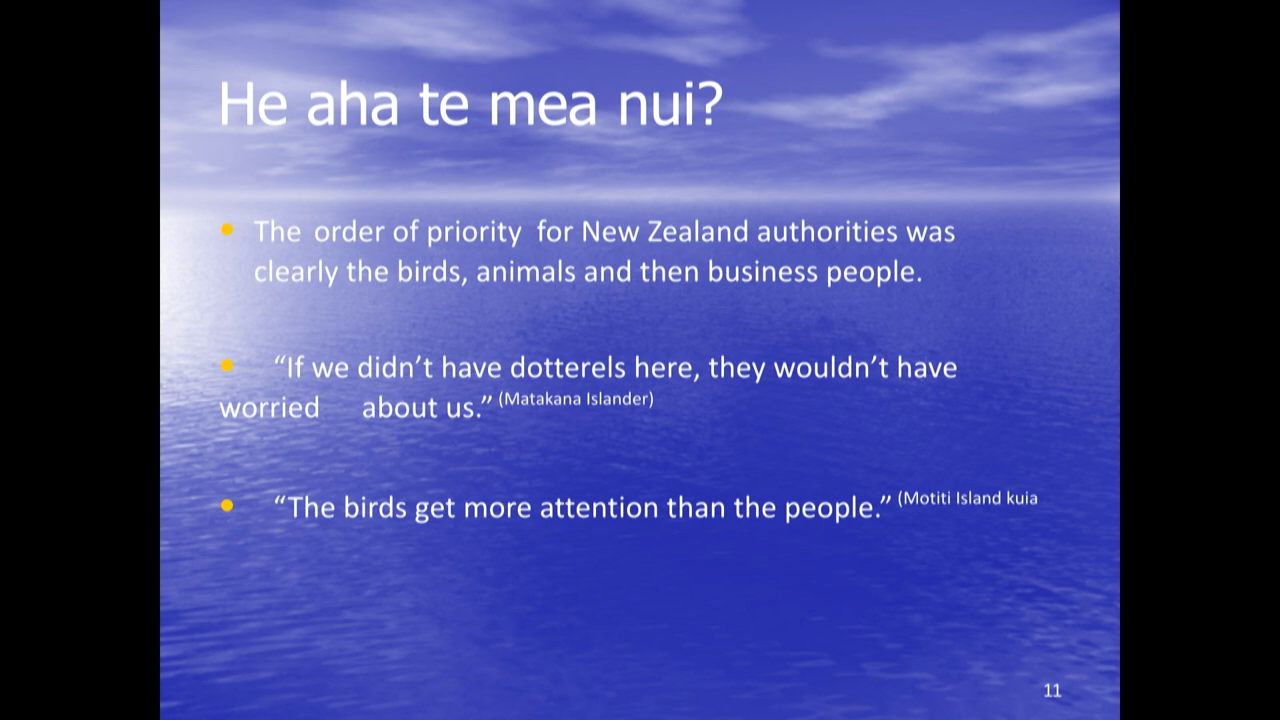 He aha te mea nui?
• The order of priority for New Zealand authorities was
clearly the birds, animals and then business people.
• “If we didn’t have dotterels here, they wouldn’t have
worried about us.” (Matakana Islander)
• “The birds get more attention than the people.” (Motiti Island kuia
11